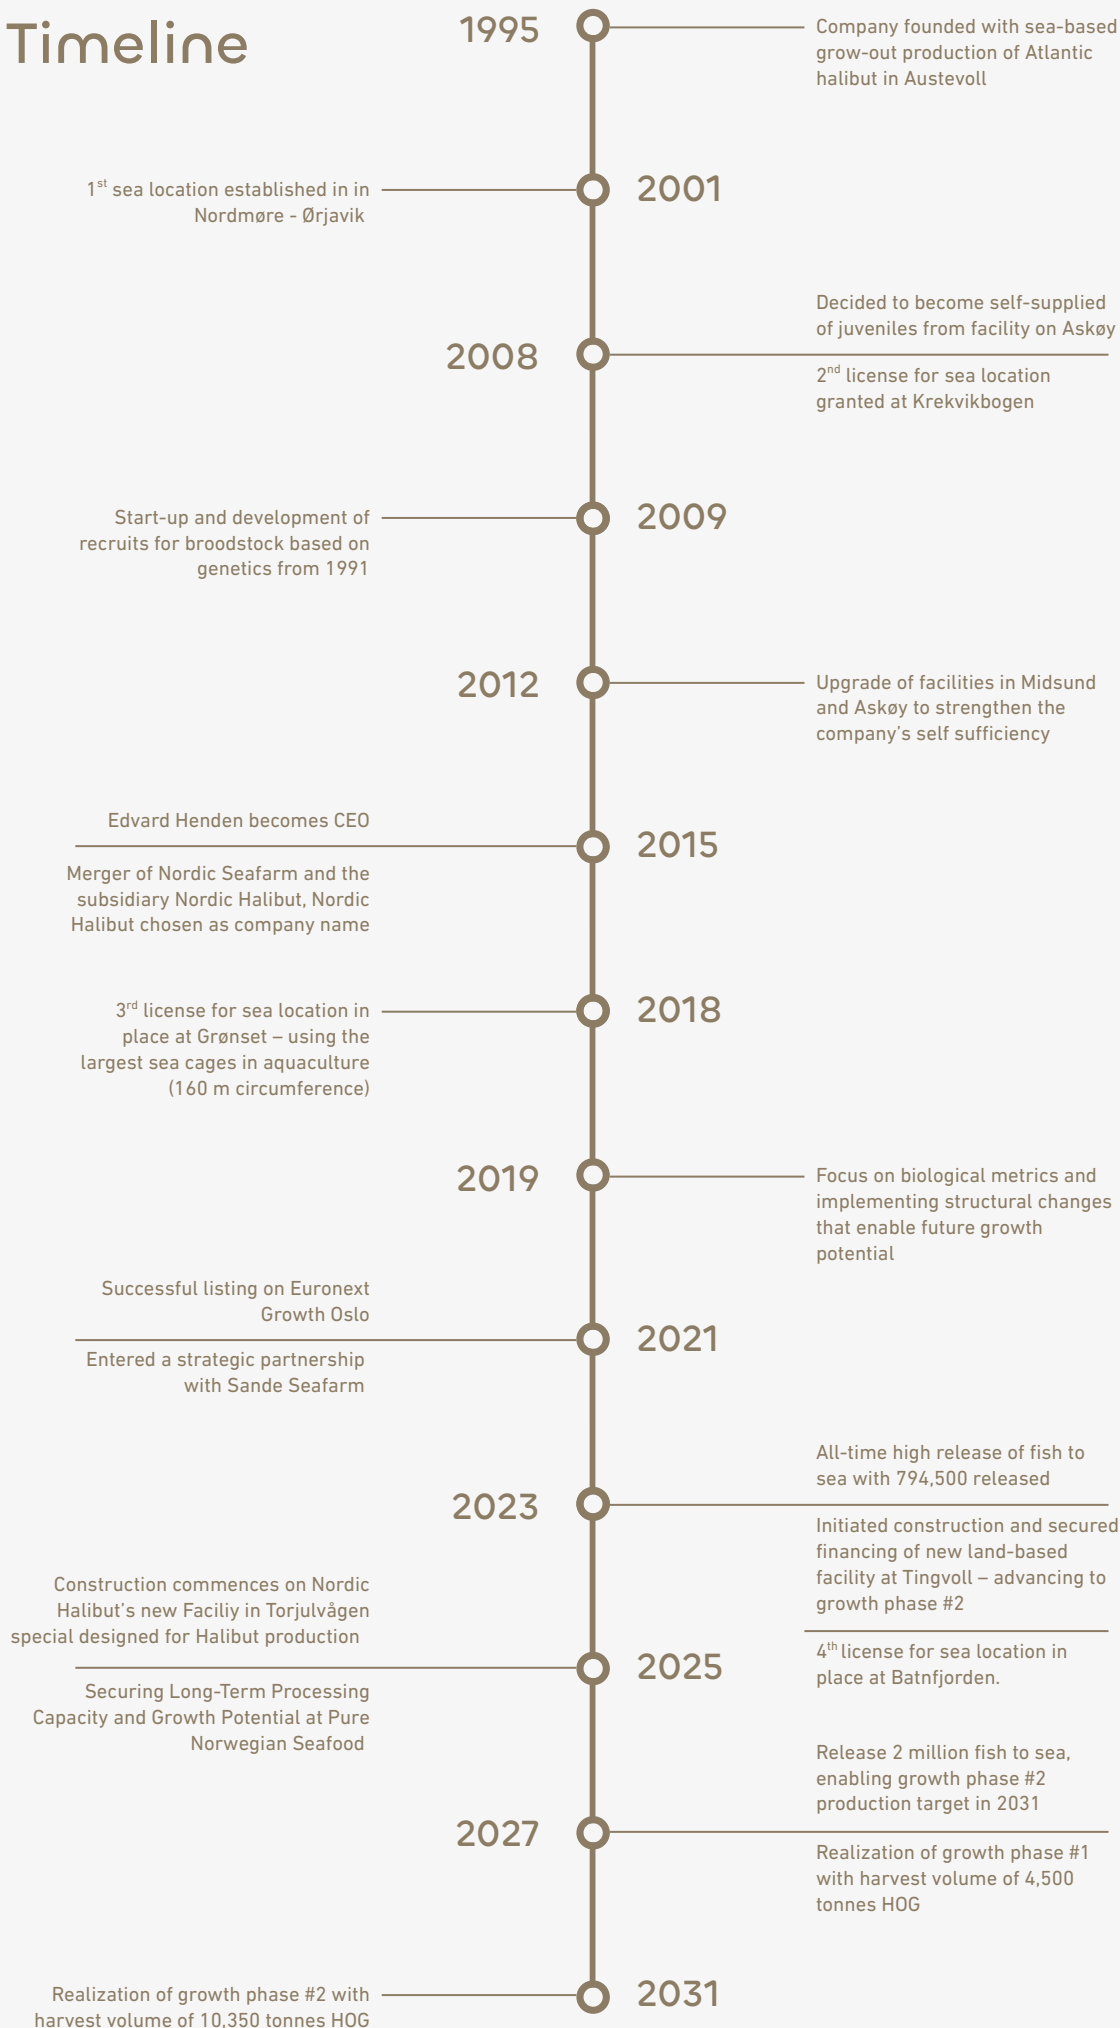 Timeline
1995
Company founded with sea-based
grow-out production of Atlantic
halibut in Austevoll
1st sea location established in in
Nordmøre - Ørjavik
2001
2008
Decided to become self-supplied
of juveniles from facility on Askøy
2nd license for sea location
granted at Krekvikbogen
Start-up and development of
recruits for broodstock based on
genetics from 1991
2009
2012
Upgrade of facilities in Midsund
and Askøy to strengthen the
company's self sufficiency
Edvard Henden becomes CEO
Merger of Nordic Seafarm and the
subsidiary Nordic Halibut, Nordic
Halibut chosen as company name
2015
3rd license for sea location in
place at Grønset – using the
largest sea cages in aquaculture
(160 m circumference)
2018
2019
Focus on biological metrics and
implementing structural changes
that enable future growth
potential
Successful listing on Euronext
Growth Oslo
Entered a strategic partnership
with Sande Seafarm
2021
2023
All-time high release of fish to
sea with 794,500 released
Initiated construction and secured
financing of new land-based
facility at Tingvoll – advancing to
growth phase #2
4th license for sea location in
place at Batnfjorden.
Construction commences on Nordic
Halibut's new Faciliy in Torjulvågen
special designed for Halibut production
Securing Long-Term Processing
Capacity and Growth Potential at Pure
Norwegian Seafood
2025
2027
Release 2 million fish to sea,
enabling growth phase #2
production target in 2031
Realization of growth phase #1
with harvest volume of 4,500
tonnes HOG
Realization of growth phase #2 with
harvest volume of 10,350 tonnes HOG
2031